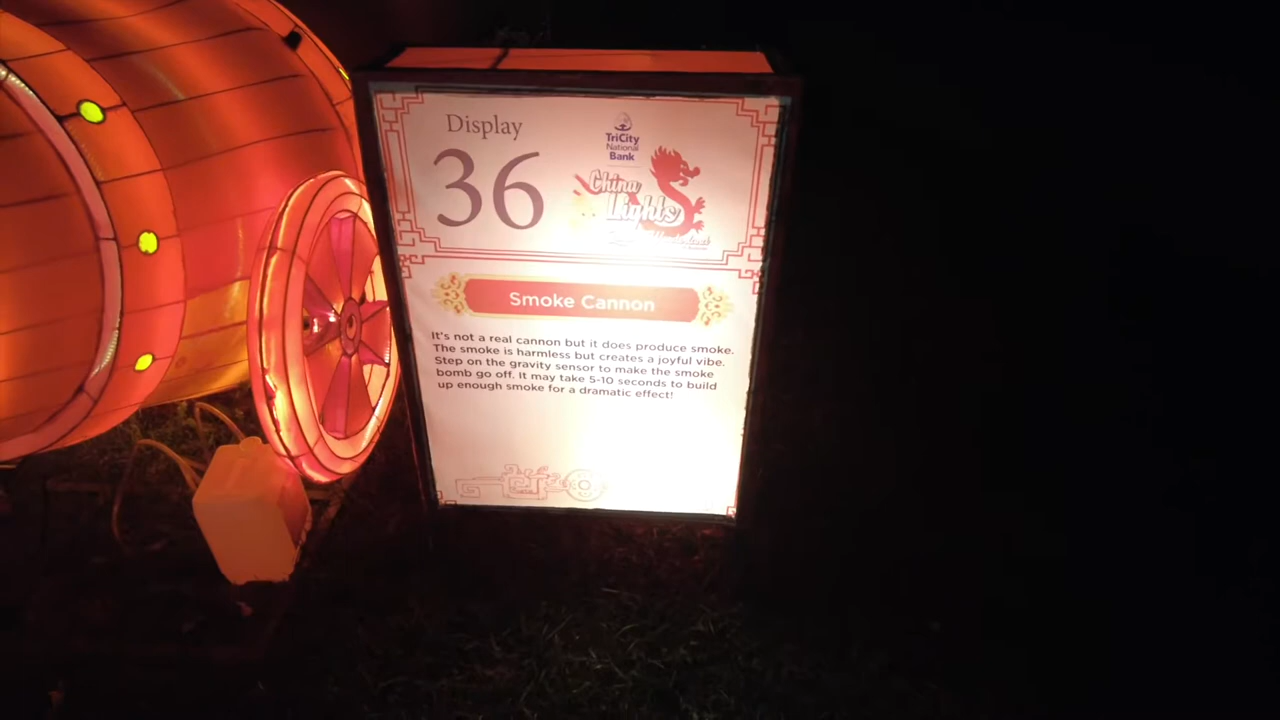 Display
36
TriCity
National
Bank
China
Lights
Smoke Cannon
It's not a real cannon but it does produce smoke.
The smoke is harmless but creates a joyful vibe.
Step on the gravity sensor to make the smoke
bomb go off. It may take 5-10 seconds to build
up enough smoke for a dramatic effect!